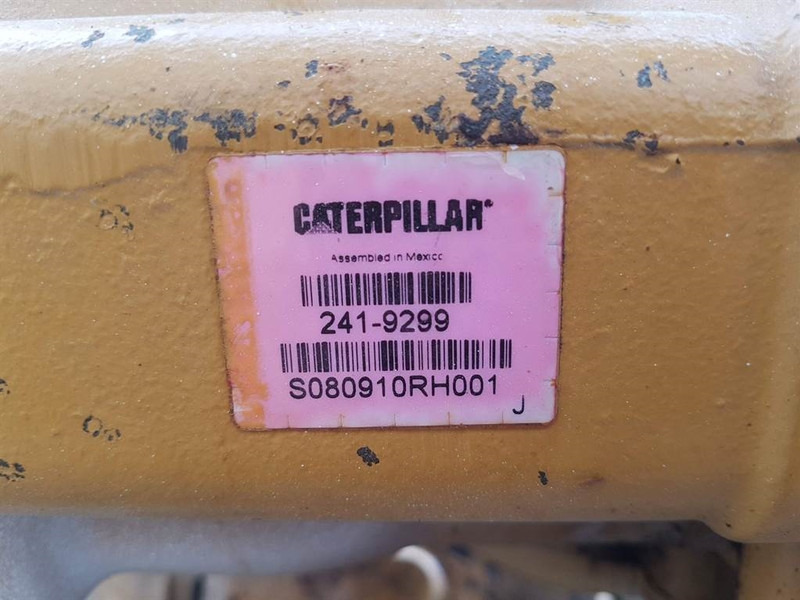 CATERPILLAR®
Assembled in Mexico
241-9299
S080910RH001
J